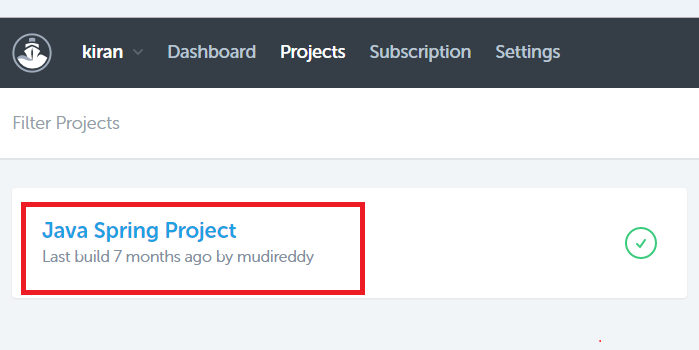 kiran Dashboard Projects Subscription Settings
Filter Projects
Java Spring Project
Last build 7 months ago by mudireddy